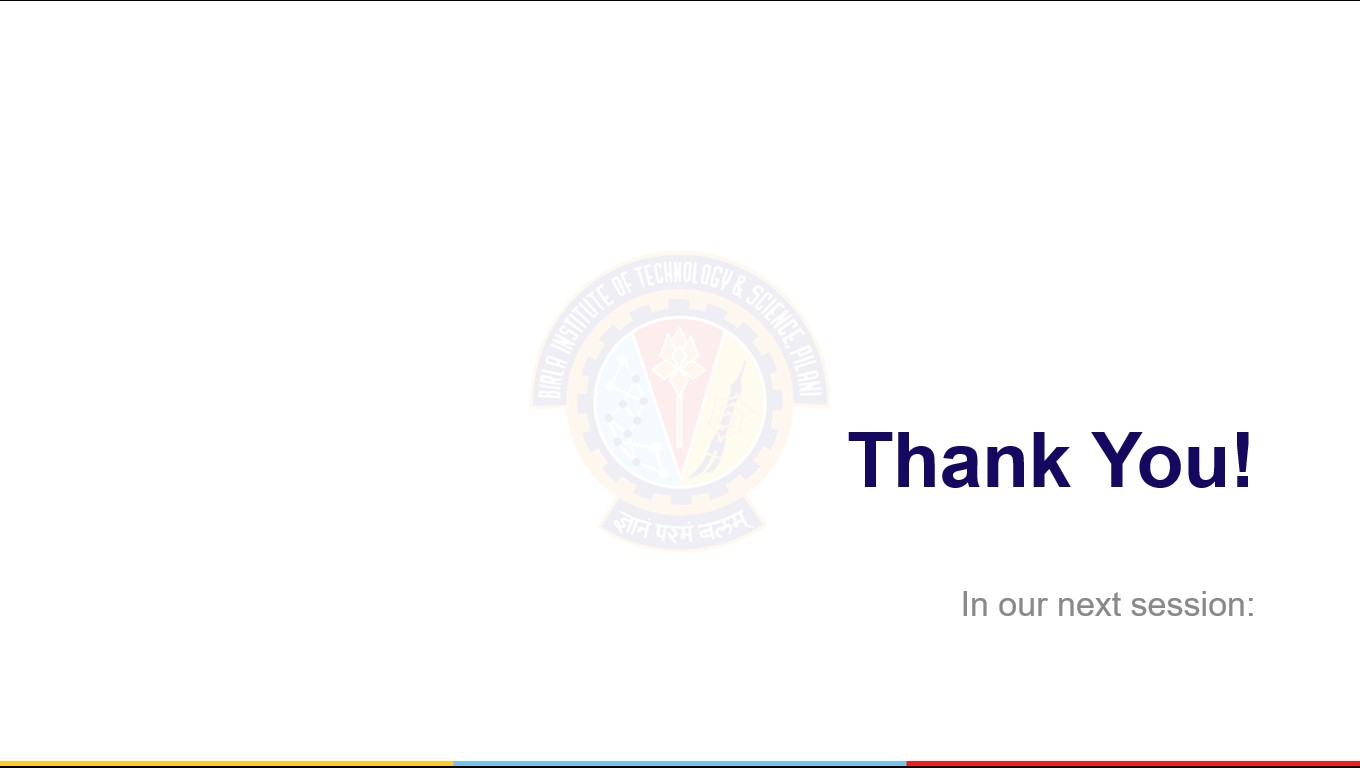 BIRLA INSTITUTE OF TECHNOLOGY & SCIENCE, PILANI
ज्ञानं परमं बलम्
Thank You!
In our next session: